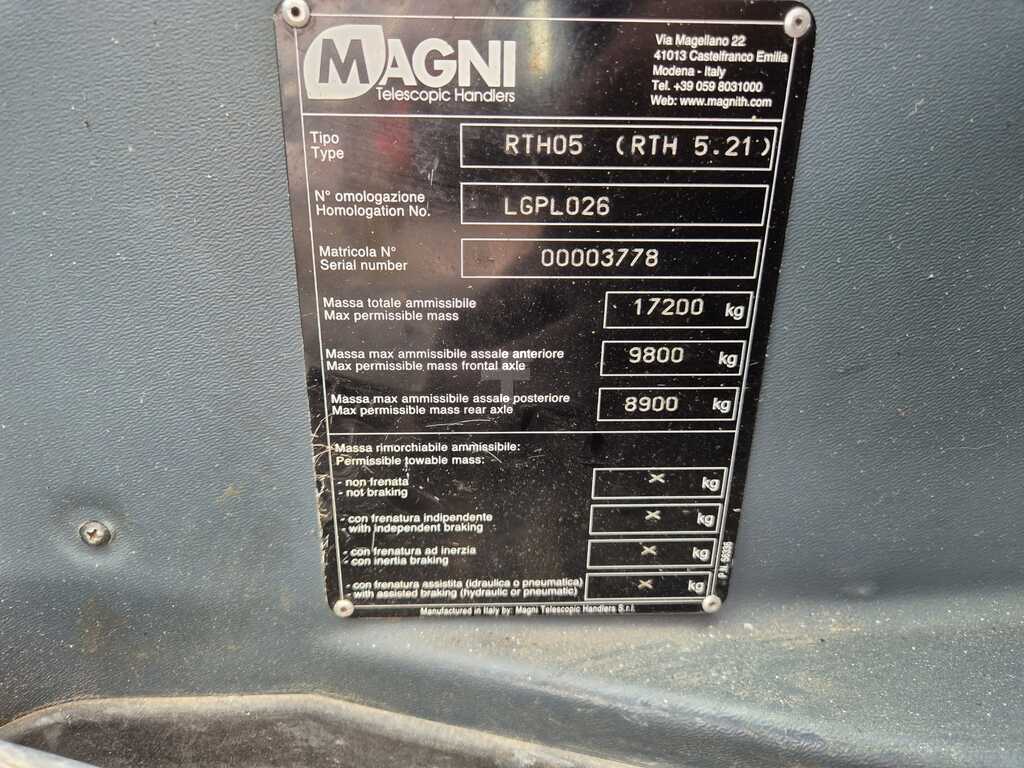 MAGNI
Telescopic Handlers
Via Magellano 22
41013 Castelfranco Emilia
Modena - Italy
Tel. +39 059 8031000
Web: www.magnith.com
Tipo
Type
RTH05 (RTH 5.21)
N° omologazione
Homologation No.
LGPL026
Matricola N°
Serial number
00003778
Massa totale ammissibile
Max permissible mass
17200 kg
Massa max ammissibile assale anteriore
Max permissible mass frontal axle
9800 kg
Massa max ammissibile assale posteriore
Max permissible mass rear axle
8900 kg
Massa rimorchiabile ammissibile:
Permissible towable mass:
- non frenata
- not braking
× kg
- con frenatura indipendente
- with independent braking
× kg
- con frenatura ad inerzia
- con inertia braking
× kg
- con frenatura assistita (idraulica o pneumatica)
- with assisted braking (hydraulic or pneumatic)
× kg
P.N. 56336
Manufactured in Italy by: Magni Telescopic Handlers S.r.l.